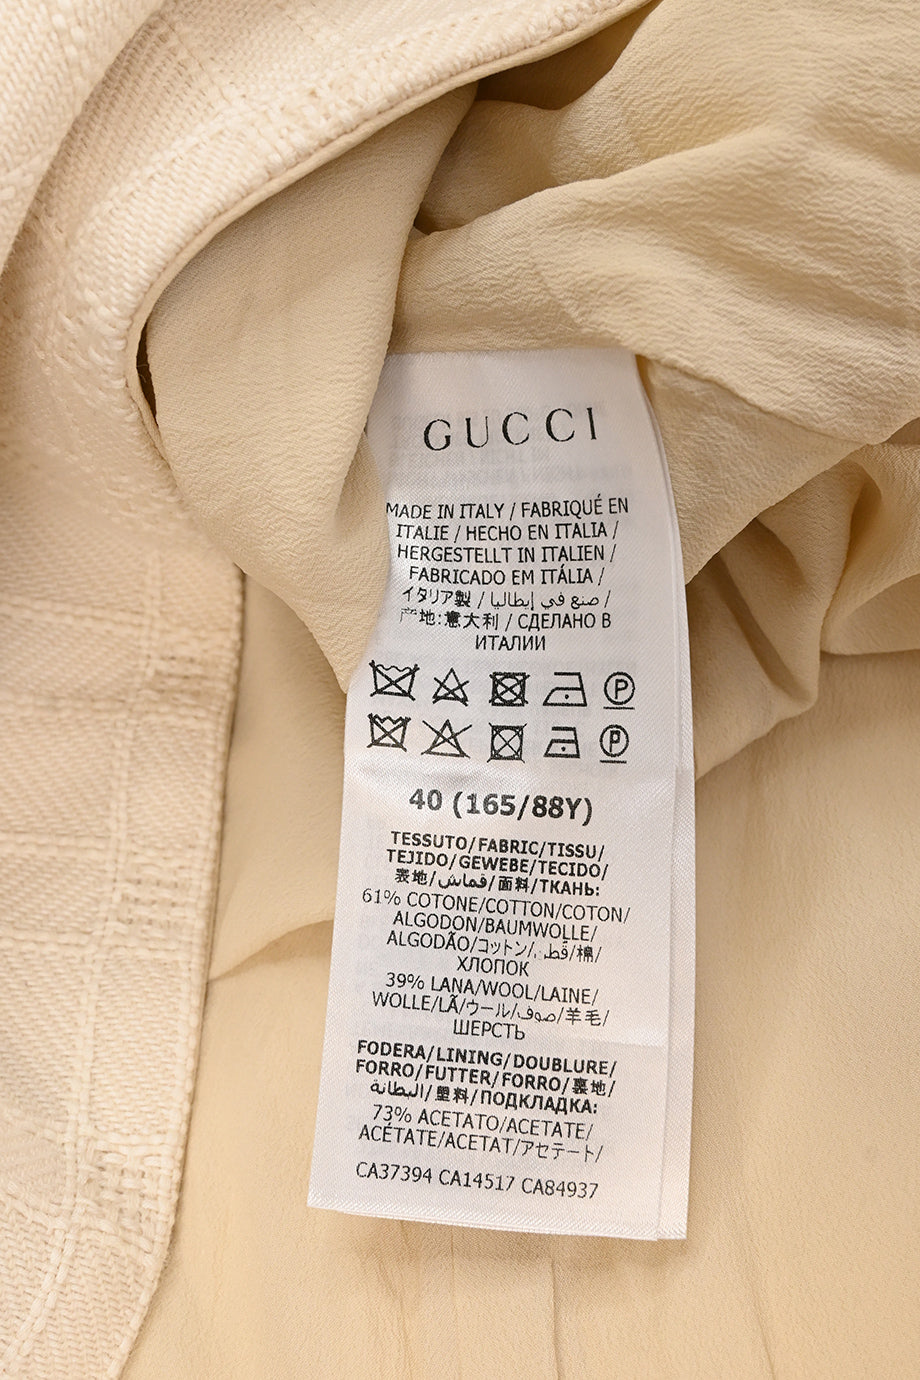 GUCCI
MADE IN ITALY / FABRIQUÉ EN
ITALIE / HECHO EN ITALIA /
HERGESTELLT IN ITALIEN /
FABRICADO EM ITÁLIA /
イタリア製 / صنع في إيطاليا /
产地:意大利 / СДЕЛАНО В
ИТАЛИИ
P
P
40 (165/88Y)
TESSUTO/FABRIC/TISSU/
TEJIDO/GEWEBE/TECIDO/
表地/قماش/面料/ТКАНЬ:
61% COTONE/COTTON/COTON/
ALGODON/BAUMWOLLE/
ALGODÃO/コットン/قطن/棉/
ХЛОПОК
39% LANA/WOOL/LAINE/
WOLLE/LÃ/ウール/صوف/羊毛/
ШЕРСТЬ
FODERA/LINING/DOUBLURE/
FORRO/FUTTER/FORRO/裏地/
البطانة/里料/ПОДКЛАДКА:
73% ACETATO/ACETATE/
ACÉTATE/ACETAT/アセテート/
CA37394 CA14517 CA84937